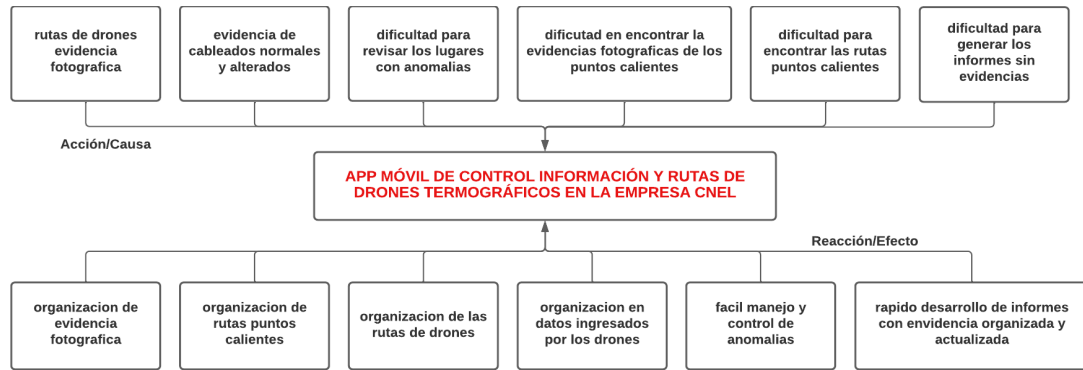 rutas de drones
evidencia
fotografica
evidencia de
cableados normales
y alterados
dificultad para
revisar los lugares
con anomalias
dificutad en encontrar la
evidencias fotograficas de los
puntos calientes
dificultad para
encontrar las rutas
puntos calientes
dificultad para
generar los
informes sin
evidencias
Acción/Causa
APP MÓVIL DE CONTROL INFORMACIÓN Y RUTAS DE
DRONES TERMOGRÁFICOS EN LA EMPRESA CNEL
Reacción/Efecto
organizacion de
evidencia
fotografica
organizacion de
rutas puntos
calientes
organizacion de las
rutas de drones
organizacion en
datos ingresados
por los drones
facil manejo y
control de
anomalias
rapido desarrollo de informes
con envidencia organizada y
actualizada